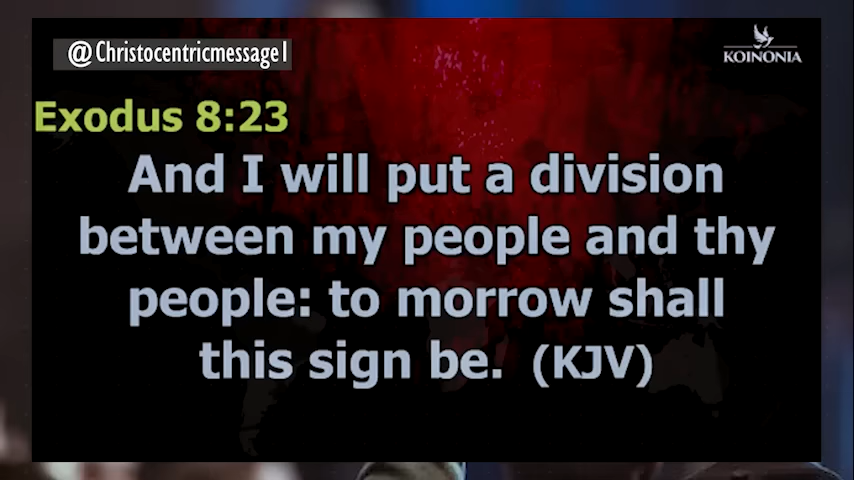 @Christocentricmessage1
KOINONIA
Exodus 8:23
And I will put a division
between my people and thy
people: to morrow shall
this sign be. (KJV)